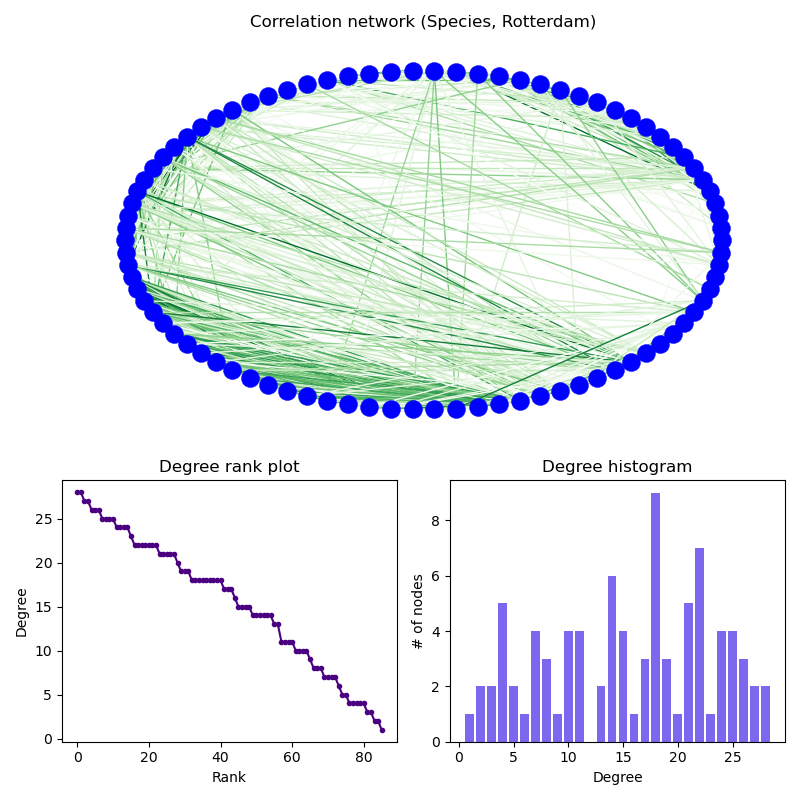 Correlation network (Species, Rotterdam)
Degree rank plot
Degree histogram
25
20
15
10
5
0
Degree
0 20 40 60 80
Rank
8
6
4
2
0
# of nodes
0 5 10 15 20 25
Degree